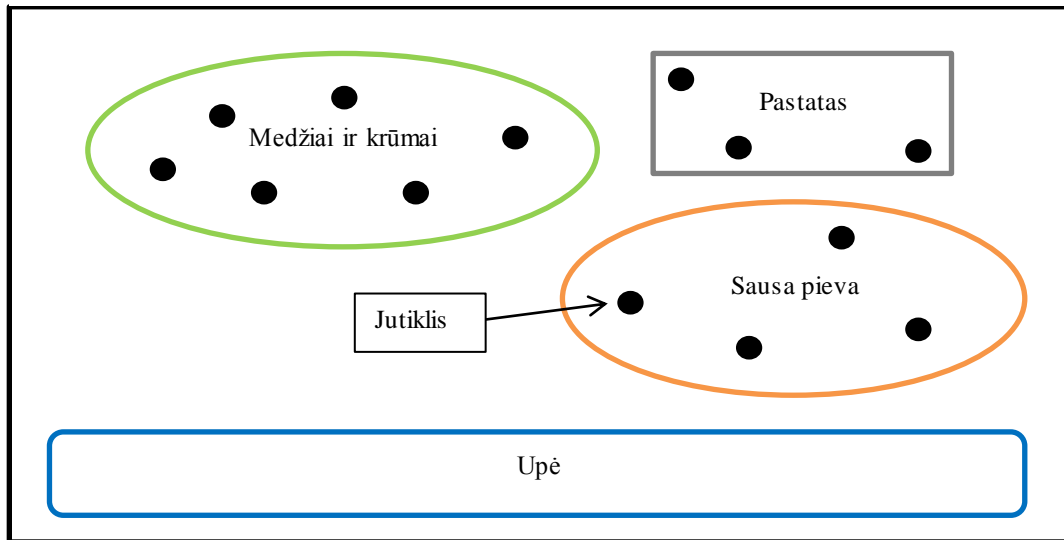 Pastatas
Medžiai ir krūmai
Sausa pieva
Jutiklis
Upė